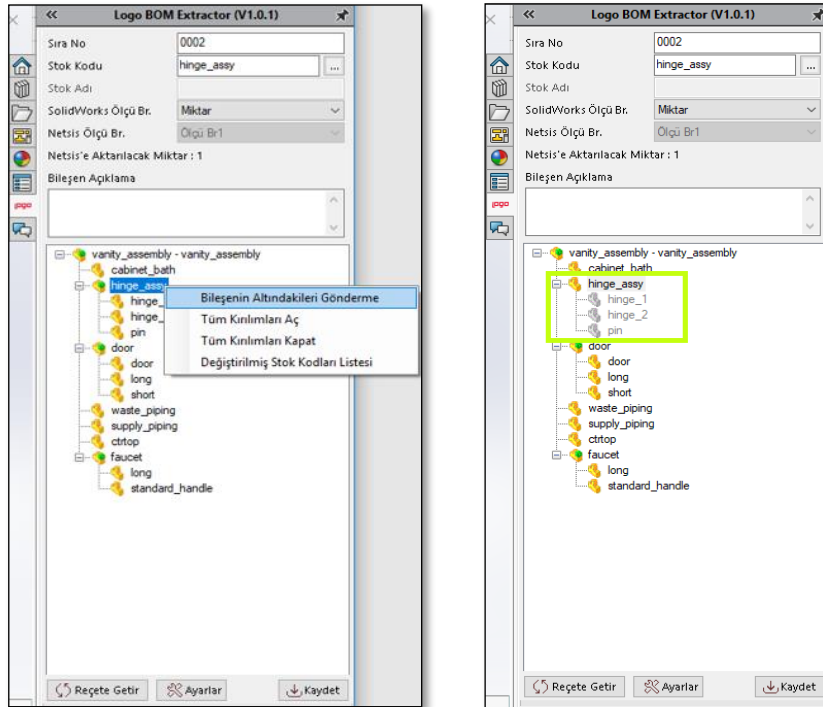 Logo BOM Extractor (V1.0.1)
Sıra No 0002
Stok Kodu hinge_assy ...
Stok Adı
SolidWorks Ölçü Br. Miktar
Netsis Ölçü Br. Ölçü Br1
Netsis'e Aktarılacak Miktar : 1
Bileşen Açıklama
logo
vanity_assembly - vanity_assembly
cabinet_bath
hinge_assy
hinge_
hinge_
pin
Bileşenin Altındakileri Gönderme
Tüm Kırılımları Aç
Tüm Kırılımları Kapat
Değiştirilmiş Stok Kodları Listesi
door
door
long
short
waste_piping
supply_piping
ctrtop
faucet
long
standard_handle
Reçete Getir Ayarlar Kaydet
Logo BOM Extractor (V1.0.1)
Sıra No 0002
Stok Kodu hinge_assy ...
Stok Adı
SolidWorks Ölçü Br. Miktar
Netsis Ölçü Br. Ölçü Br1
Netsis'e Aktarılacak Miktar : 1
Bileşen Açıklama
logo
vanity_assembly - vanity_assembly
cabinet_bath
hinge_assy
hinge_1
hinge_2
pin
door
door
long
short
waste_piping
supply_piping
ctrtop
faucet
long
standard_handle
Reçete Getir Ayarlar Kaydet